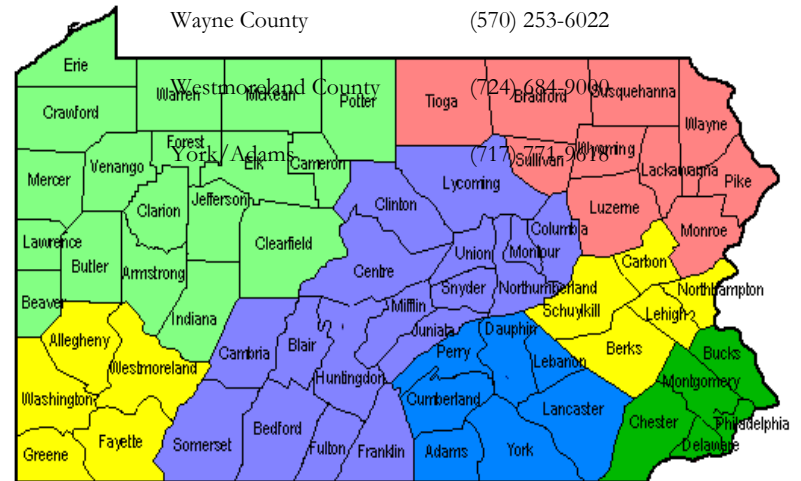 Wayne County (570) 253-6022
Erie
Westmoreland County (724) 684-9000
Warren McKean Potter Tioga Bradford Susquehanna
Crawford
Wayne
York/Adams (717) 771-9618
Forest
Venango Elk Cameron Sullivan Wyoming
Mercer Lycoming Lackawanna Pike
Clarion Jefferson Clinton Luzerne
Lawrence Clearfield Columbia Monroe
Butler Armstrong Centre Union Montour Carbon
Beaver Snyder Northumberland Northhampton
Mifflin Schuylkill Lehigh
Indiana Juniata Dauphin
Allegheny Cambria Blair Perry Lebanon Berks Bucks
Westmoreland Huntingdon Montgomery
Washington Cumberland Lancaster
Chester Philadelphia
Greene Fayette Somerset Bedford Fulton Franklin Adams York Delaware